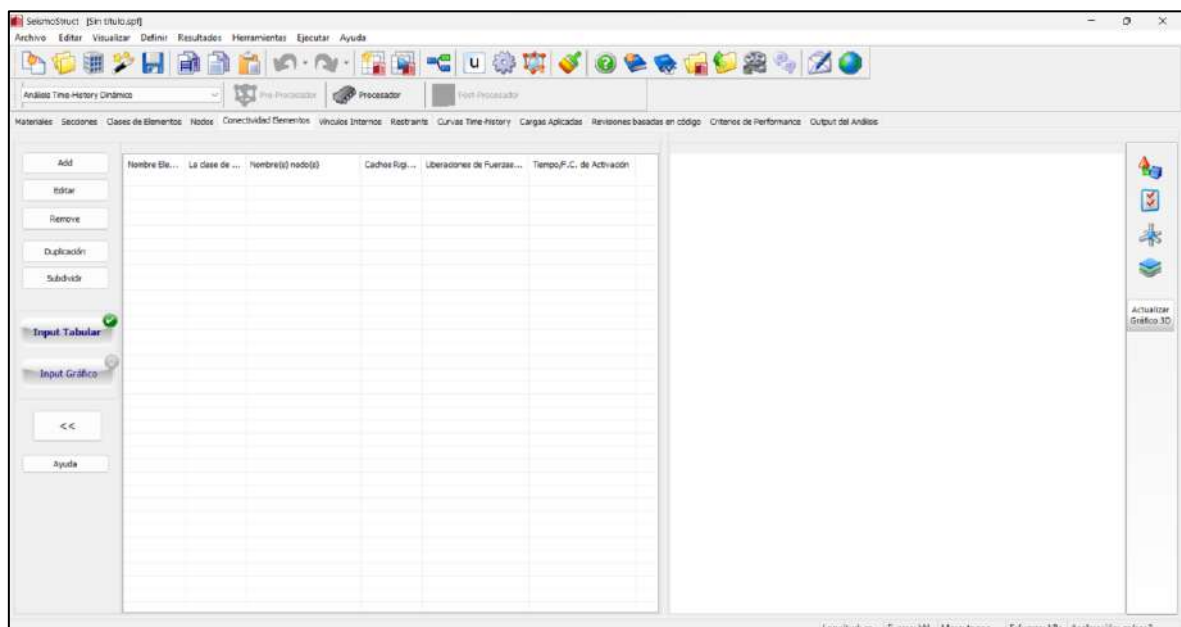 SeismoStruct [Sin título.spf]
Archivo Editar Visualizar Definir Resultados Herramientas Ejecutar Ayuda
Análisis Time-History Dinámico Pre-Procesador Procesador Post-Procesador
Materiales Secciones Clases de Elementos Nodos Conectividad Elementos Vínculos Internos Restraints Curvas Time-history Cargas Aplicadas Revisiones basadas en código Criterios de Performance Output del Análisis
Add
Nombre Ele... La clase de ... Nombre(s) nodo(s) Cachos Rígi... Liberaciones de Fuerzas... Tiempo/F.C. de Activación
Editar
Remove
Duplicación
Subdividir
Actualizar
Gráfico 3D
Input Tabular
Input Gráfico
<<
Ayuda